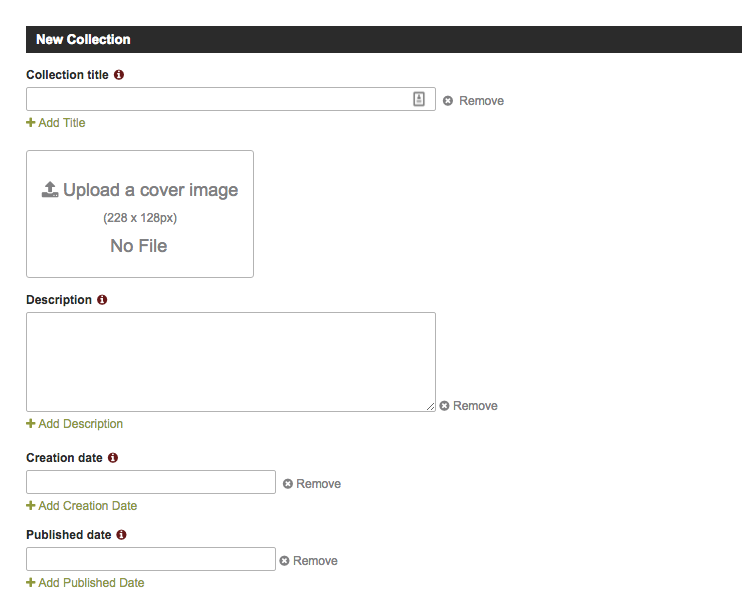 New Collection
Collection title
Remove
Add Title
Upload a cover image
(228 x 128px)
No File
Description
Remove
Add Description
Creation date
Remove
Add Creation Date
Published date
Remove
Add Published Date